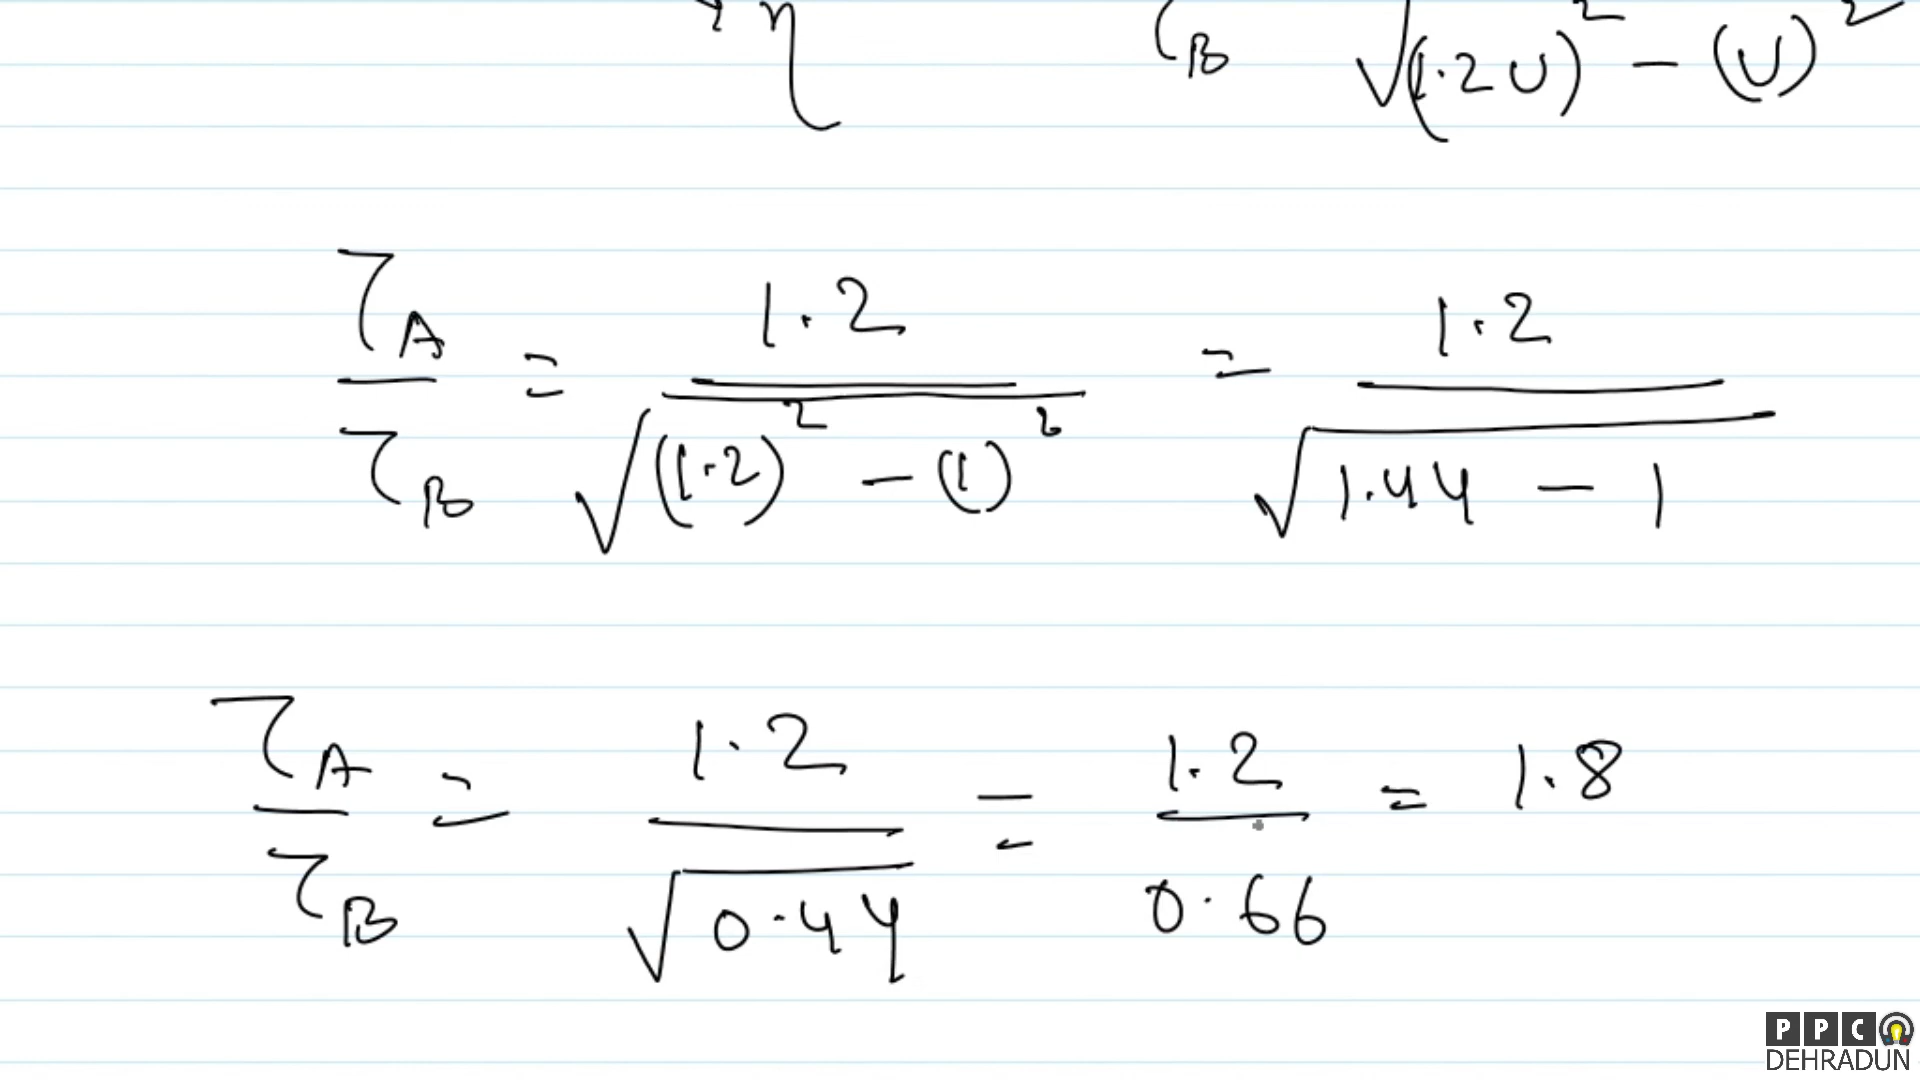 η τ_B √(1.2U)² − (U)²
τ_A/τ_B = 1.2/√((1.2)² − (1)²) = 1.2/√(1.44 − 1)
τ_A/τ_B = 1.2/√0.44 = 1.2/0.66 = 1.8
PPC
DEHRADUN